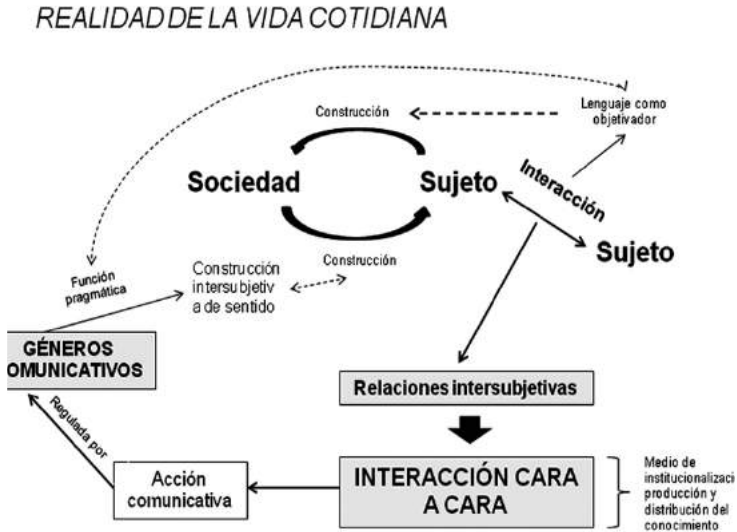 REALIDAD DE LA VIDA COTIDIANA
Construcción
Lenguaje como
objetivador
Sociedad
Sujeto
Interacción
Sujeto
Construcción
Función
pragmática
Construcción
intersubjetiv
a de sentido
GÉNEROS
OMUNICATIVOS
Relaciones intersubjetivas
Regulada por
Acción
comunicativa
INTERACCIÓN CARA
A CARA
Medio de
institucionalizaci
producción y
distribución del
conocimiento